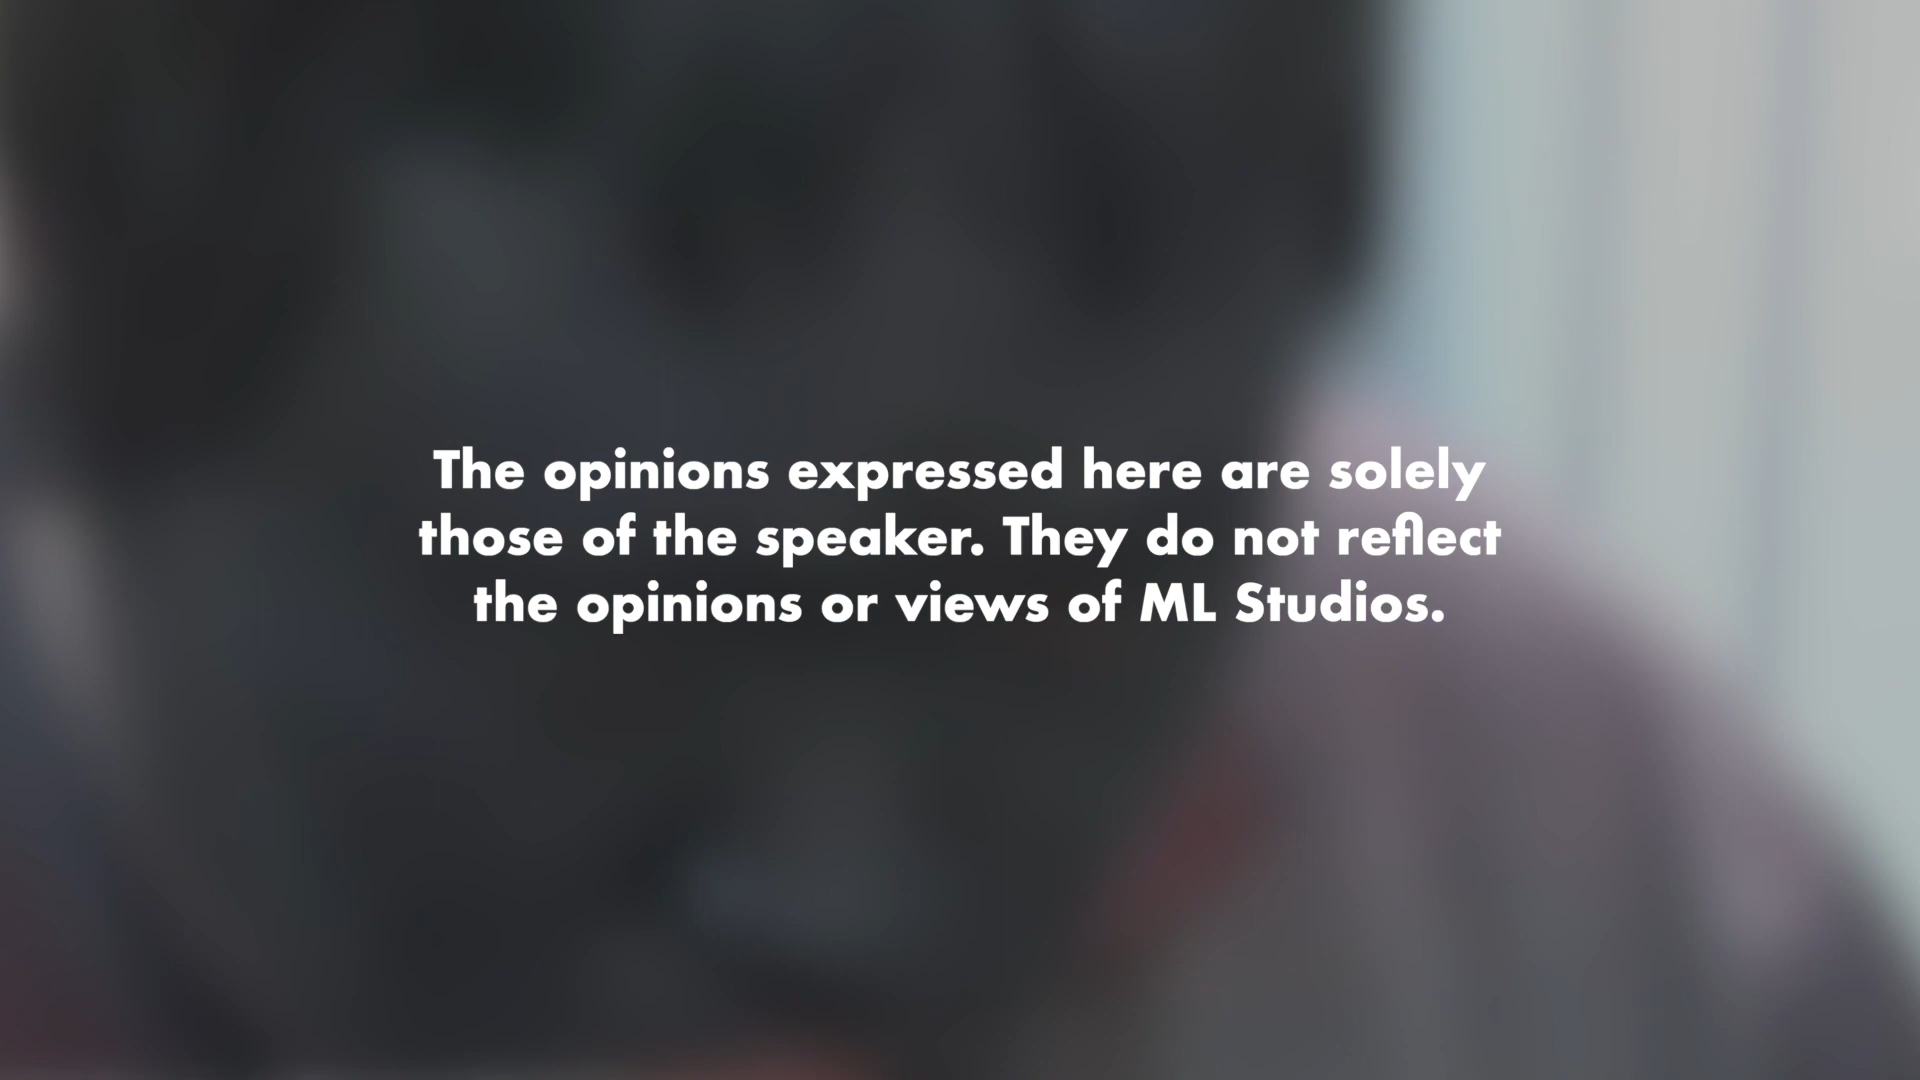 The opinions expressed here are solely
those of the speaker. They do not reflect
the opinions or views of ML Studios.